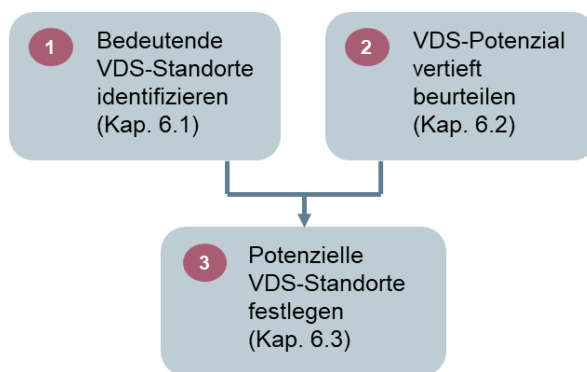 1
Bedeutende
VDS-Standorte
identifizieren
(Kap. 6.1)
2
VDS-Potenzial
vertieft
beurteilen
(Kap. 6.2)
3
Potenzielle
VDS-Standorte
festlegen
(Kap. 6.3)